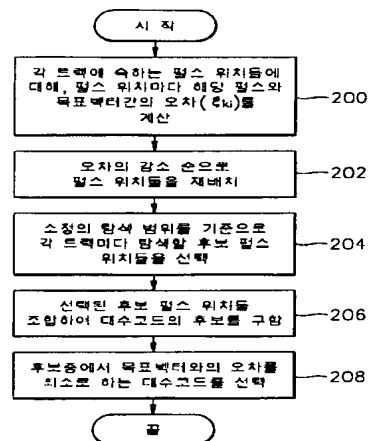 시 작
각 트랙에 속하는 펄스 위치들에
대해, 펄스 위치마다 해당 펄스와
목표벡터간의 오차(ξki)를
계산
200
오차의 감소 순으로
펄스 위치들을 재배치
202
소정의 탐색 범위를 기준으로
각 트랙마다 탐색할 후보 펄스
위치들을 선택
204
선택된 후보 펄스 위치들
조합하여 대수코드의 후보를 구함
206
후보중에서 목표벡터와의 오차를
최소로 하는 대수코드를 선택
208
끝